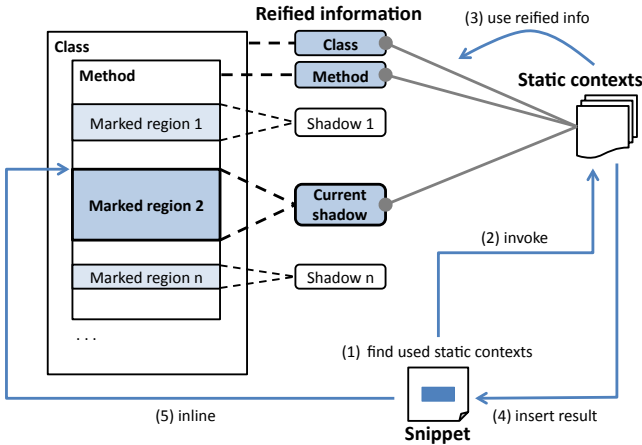 Reified information
(3) use reified info
Class
Class
Method
Method
Static contexts
Marked region 1
Shadow 1
Marked region 2
Current
shadow
(2) invoke
Marked region n
Shadow n
. . .
(1) find used static contexts
(5) inline
(4) insert result
Snippet